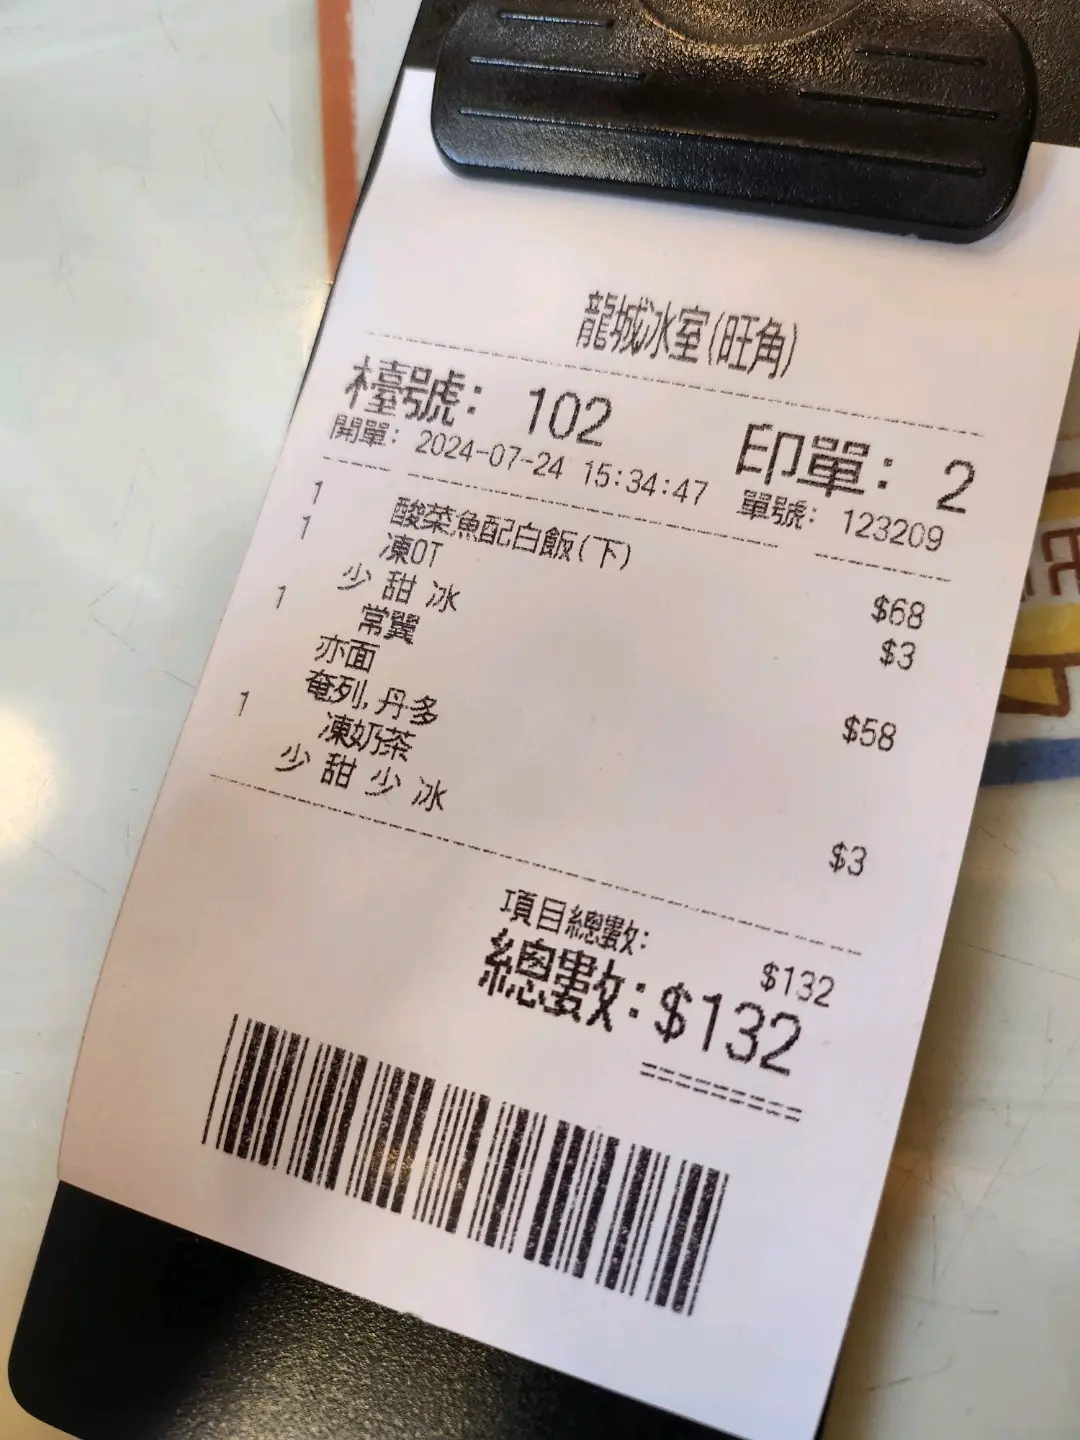 龍城冰室(旺角)
檯號: 102 印單: 2
開單: 2024-07-24 15:34:47 單號: 123209
1 酸菜魚配白飯(下) $68
1 凍OT $3
少 甜 冰
1 常翼 $58
亦面
奄列,丹多
1 凍奶茶 $3
少 甜 少 冰
項目總數: $132
總數: $132